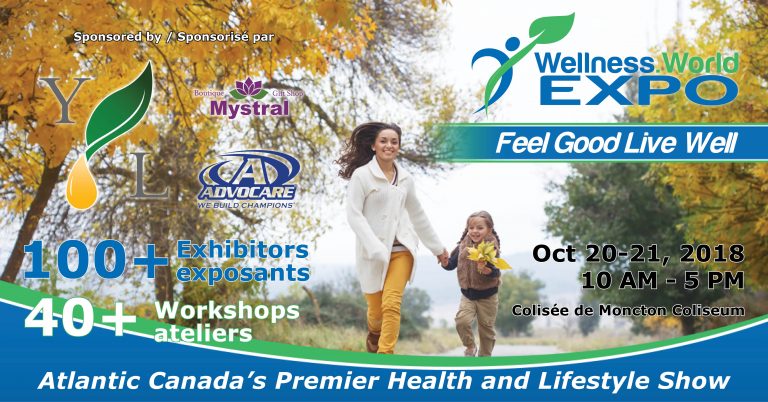 Sponsored by / Sponsorisé par
Y L
Boutique Gift Shop
Mystral
ADVOCARE
WE BUILD CHAMPIONS™
Wellness World
EXPO
Feel Good Live Well
100+ Exhibitors
exposants
40+ Workshops
ateliers
Oct 20-21, 2018
10 AM - 5 PM
Colisée de Moncton Coliseum
Atlantic Canada's Premier Health and Lifestyle Show